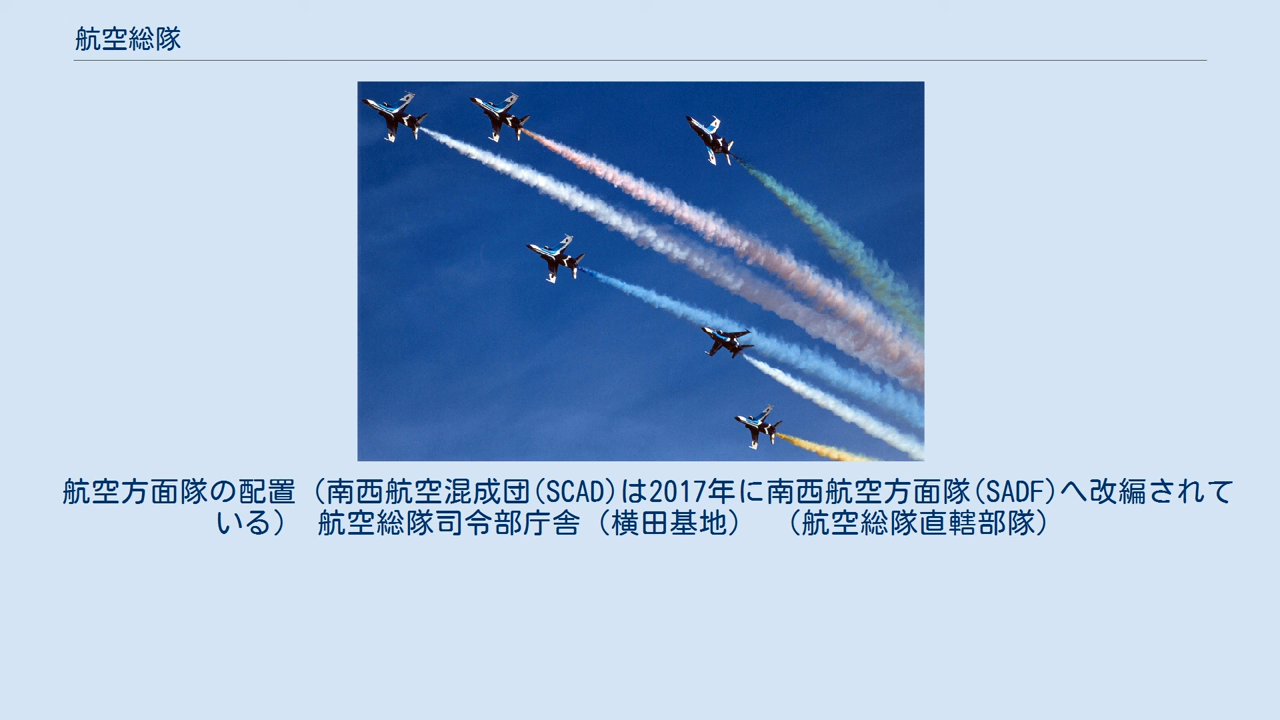 航空総隊
航空方面隊の配置（南西航空混成団(SCAD)は2017年に南西航空方面隊(SADF)へ改編されて
いる）　航空総隊司令部庁舎（横田基地）　（航空総隊直轄部隊）